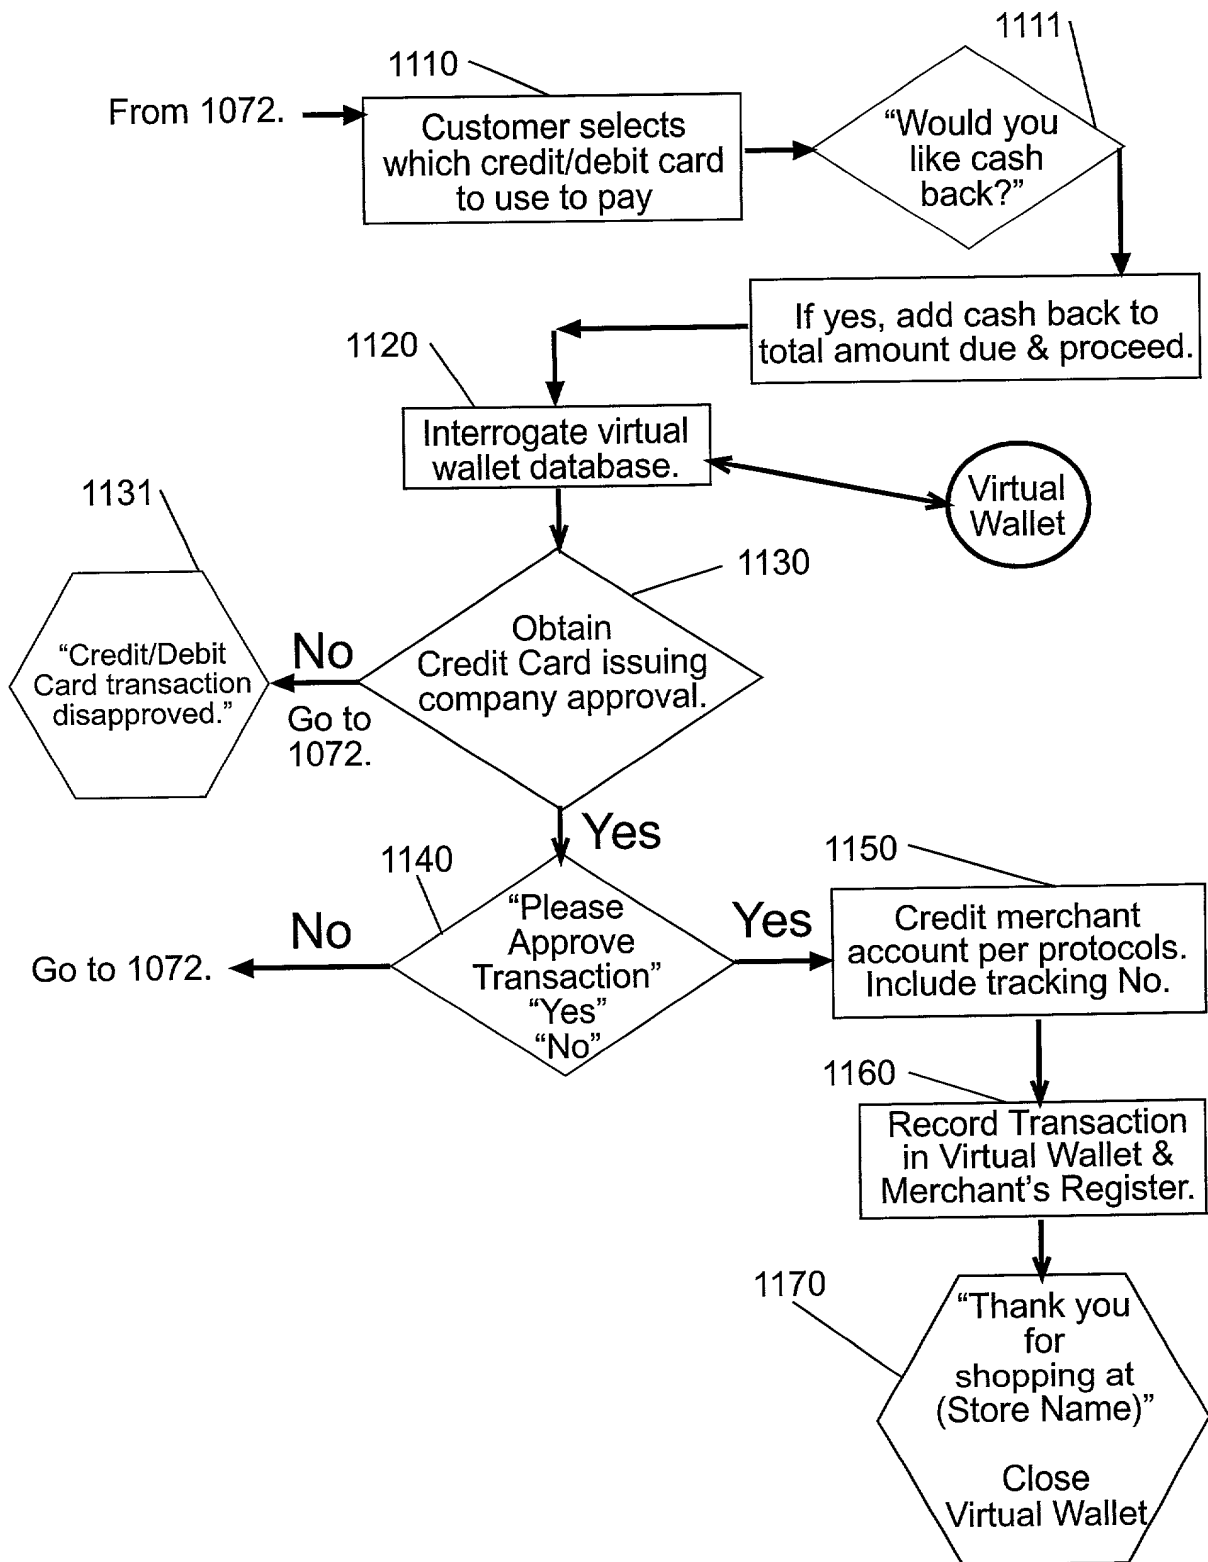 1111
1110
From 1072.
Customer selects
which credit/debit card
to use to pay
“Would you
like cash
back?”
If yes, add cash back to
total amount due & proceed.
1120
Interrogate virtual
wallet database.
Virtual
Wallet
1131
1130
“Credit/Debit
Card transaction
disapproved.”
No
Go to
1072.
Obtain
Credit Card issuing
company approval.
Yes
1140
“Please
Approve
Transaction”
“Yes”
“No”
No
Go to 1072.
Yes
1150
Credit merchant
account per protocols.
Include tracking No.
1160
Record Transaction
in Virtual Wallet &
Merchant’s Register.
1170
“Thank you
for
shopping at
(Store Name)”
Close
Virtual Wallet